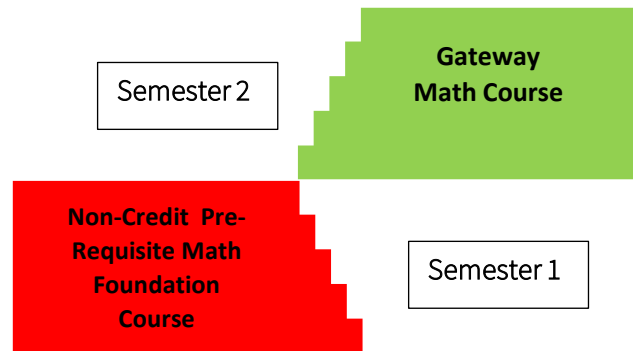 Gateway
Math Course
Semester 2
Non-Credit Pre-
Requisite Math
Foundation
Course
Semester 1